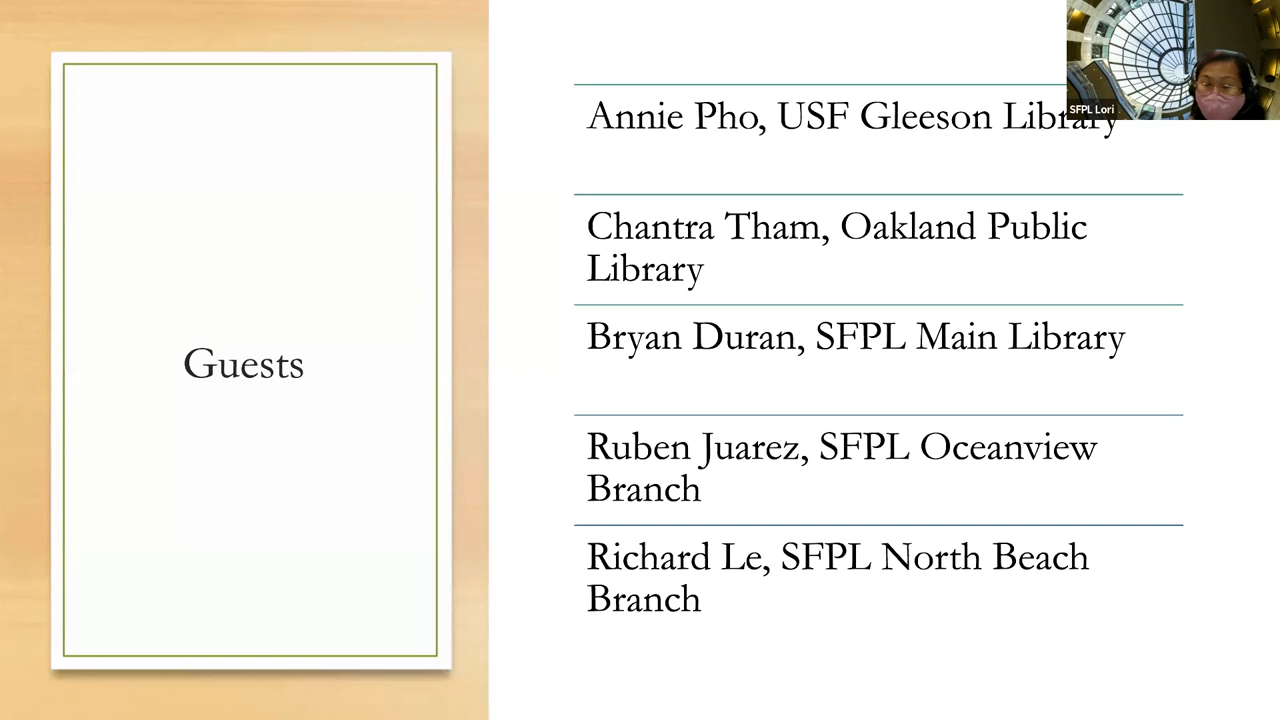 Guests
Annie Pho, USF Gleeson Library
Chantra Tham, Oakland Public
Library
Bryan Duran, SFPL Main Library
Ruben Juarez, SFPL Oceanview
Branch
Richard Le, SFPL North Beach
Branch
SFPL Lori